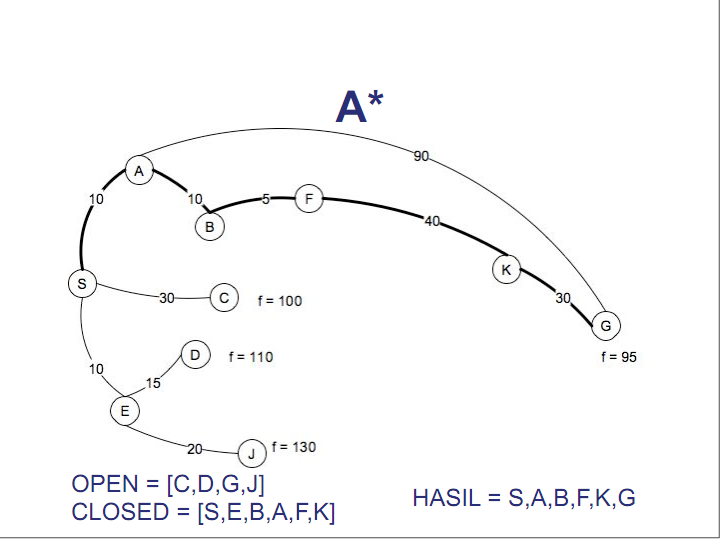 A*
90
A
10
10
B
5
F
40
K
30
G
f = 95
S
30
C
f = 100
10
D
f = 110
15
E
20
J
f = 130
OPEN = [C,D,G,J]
CLOSED = [S,E,B,A,F,K]
HASIL = S,A,B,F,K,G